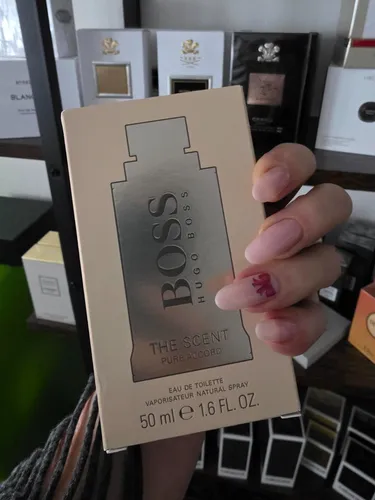 BOSS
HUGO BOSS
THE SCENT
PURE ACCORD
EAU DE TOILETTE
VAPORISATEUR NATURAL SPRAY
50 ml e 1.6 FL. OZ.
CREED